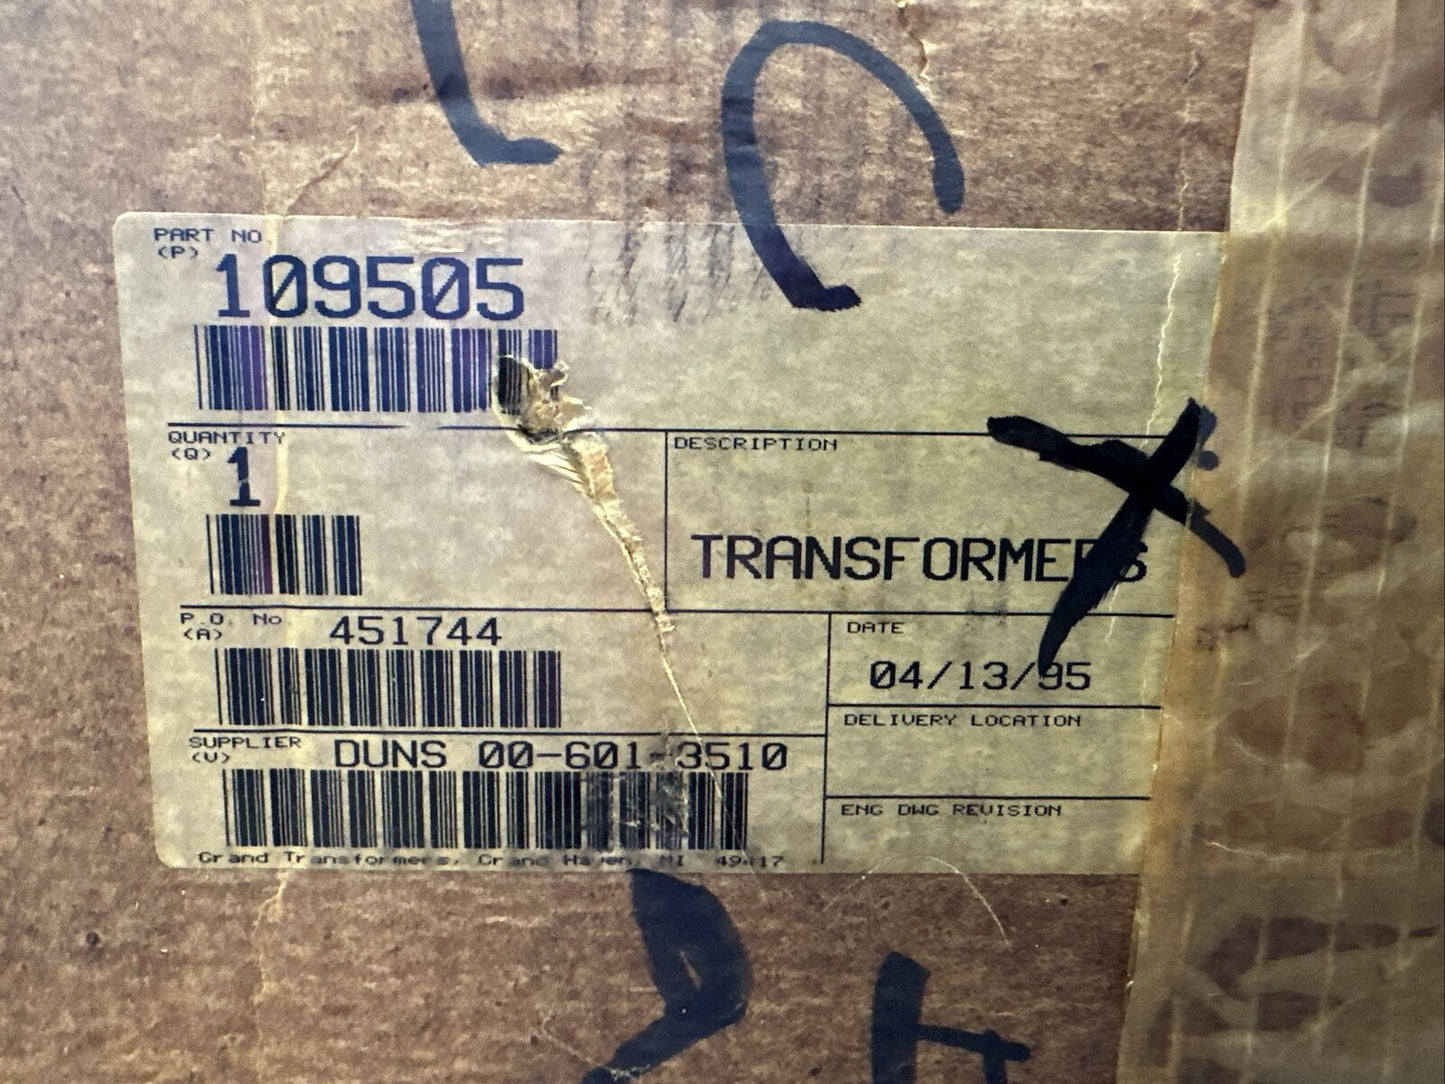 PART NO.
(P)
109505
QUANTITY
(Q)
1
DESCRIPTION
TRANSFORMERS
P.O. No
(A)
451744
DATE
04/13/95
SUPPLIER
(V)
DUNS 00-601-3510
DELIVERY LOCATION
ENG DWG REVISION
Grand Transformers, Grand Haven, MI